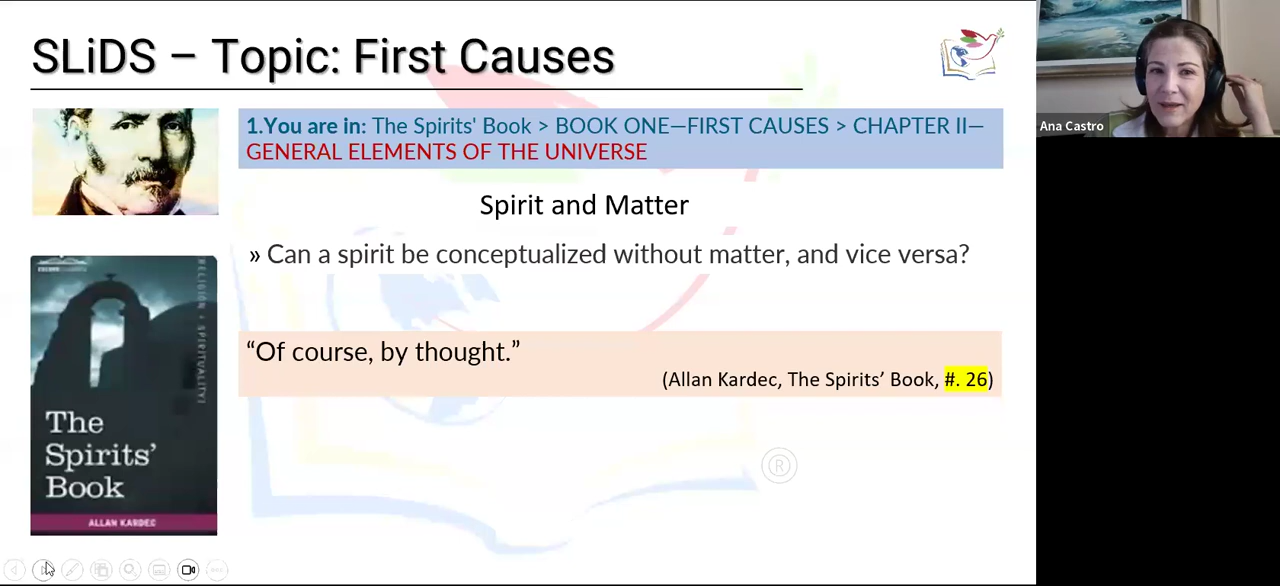 SLiDS – Topic: First Causes
Ana Castro
1.You are in: The Spirits' Book > BOOK ONE—FIRST CAUSES > CHAPTER II—
GENERAL ELEMENTS OF THE UNIVERSE
Spirit and Matter
» Can a spirit be conceptualized without matter, and vice versa?
“Of course, by thought.”
(Allan Kardec, The Spirits’ Book, #. 26)
RELIGION + SPIRITUALITY
The
Spirits’
Book
ALLAN KARDEC
®